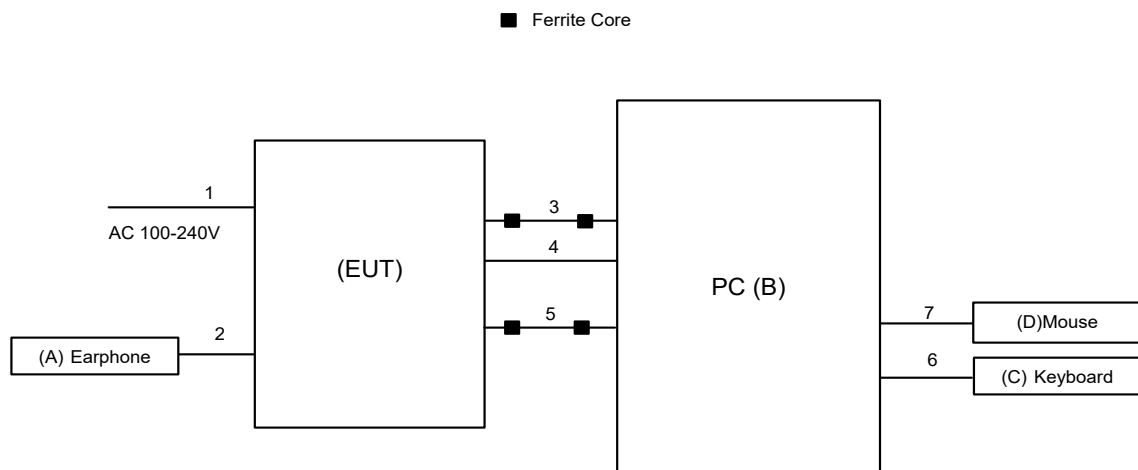 Ferrite Core
1
AC 100-240V
(EUT)
2
(A) Earphone
3
4
5
PC (B)
7
(D)Mouse
6
(C) Keyboard